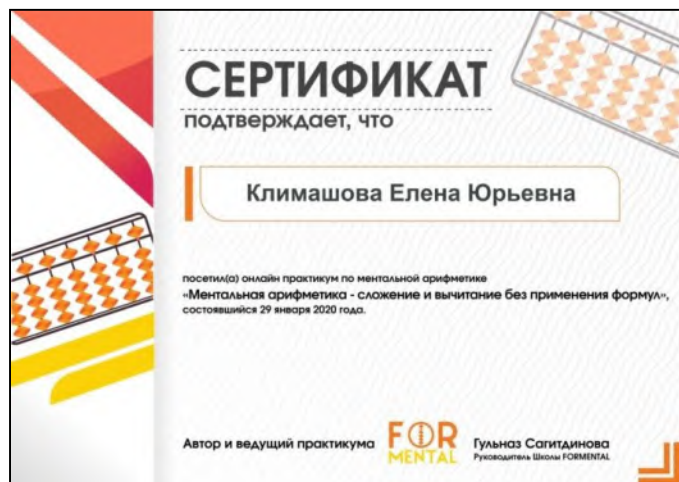 СЕРТИФИКАТ
подтверждает, что
Климашова Елена Юрьевна
посетил(а) онлайн практикум по ментальной арифметике
«Ментальная арифметика - сложение и вычитание без применения формул»,
состоявшийся 29 января 2020 года.
Автор и ведущий практикума
FOR
MENTAL
Гульназ Сагитдинова
Руководитель Школы FORMENTAL